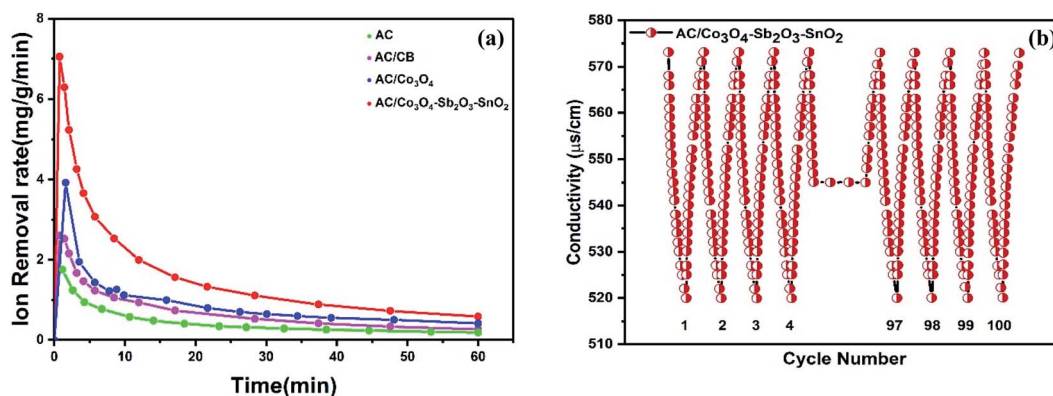 (a)
Ion Removal rate(mg/g/min)
8
6
4
2
0
AC
AC/CB
AC/Co₃O₄
AC/Co₃O₄-Sb₂O₃-SnO₂
0 10 20 30 40 50 60
Time(min)
(b)
Conductivity (μs/cm)
580
570
560
550
540
530
520
510
AC/Co₃O₄-Sb₂O₃-SnO₂
1 2 3 4 97 98 99 100
Cycle Number